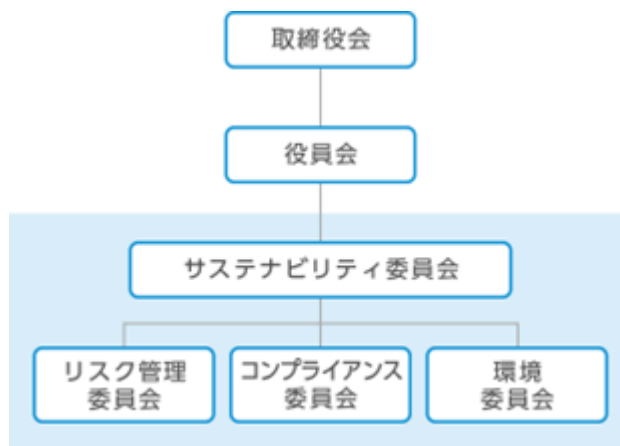 取締役会
役員会
サステナビリティ委員会
リスク管理
委員会
コンプライアンス
委員会
環境
委員会